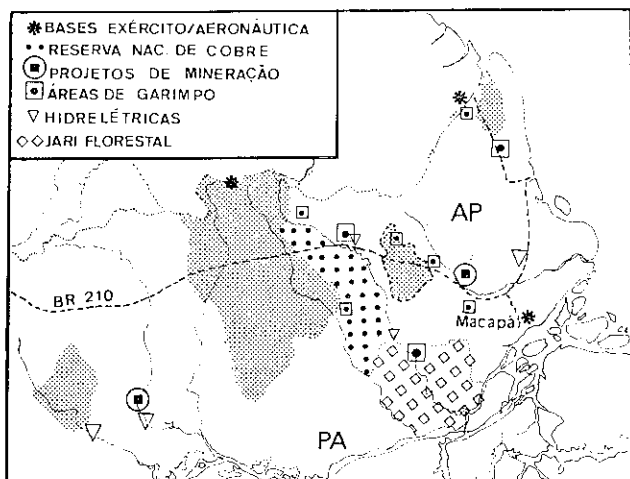 BASES EXÉRCITO/AERONÁUTICA
RESERVA NAC. DE COBRE
PROJETOS DE MINERAÇÃO
ÁREAS DE GARIMPO
HIDRELÉTRICAS
JARI FLORESTAL
AP
BR 210
Macapá
PA